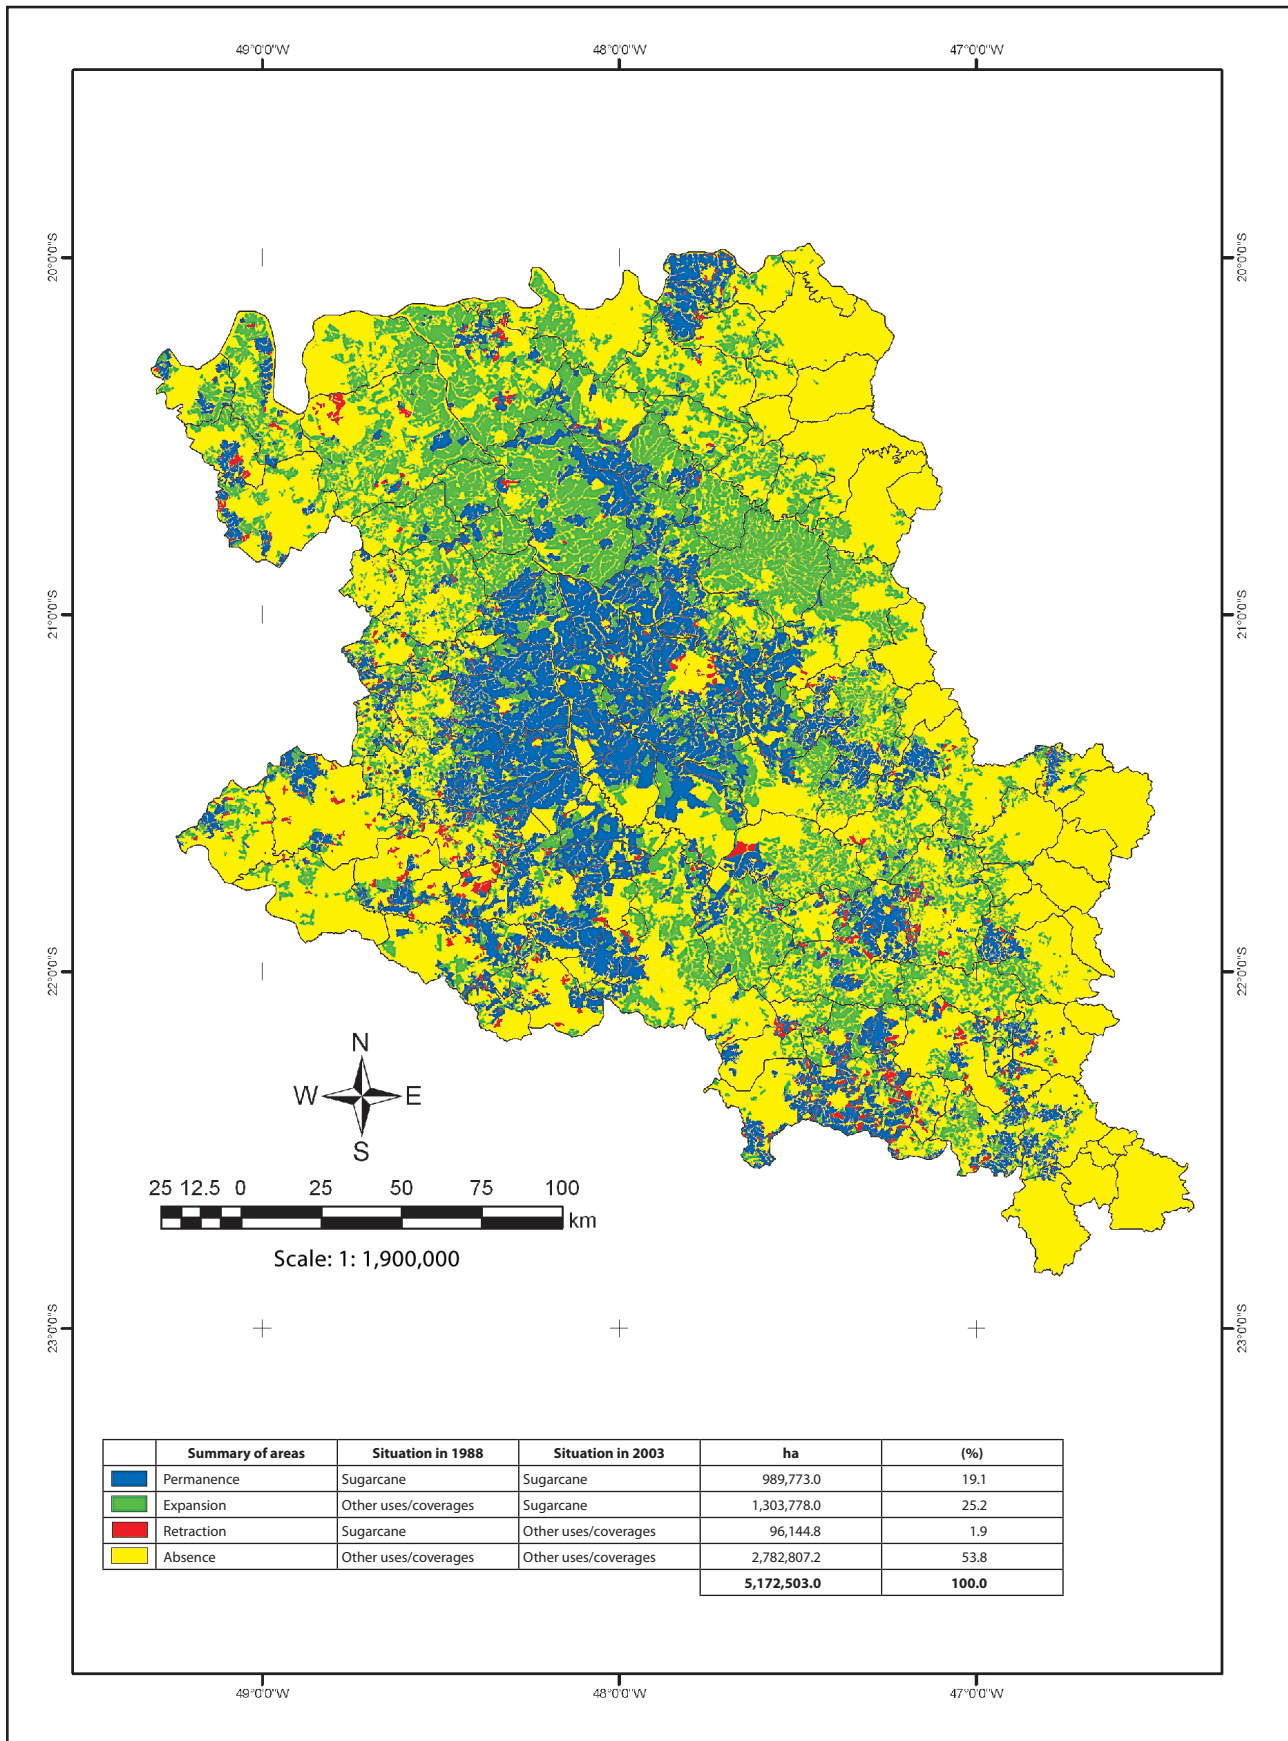 49°0'0"W 48°0'0"W 47°0'0"W
20°0'0"S 20°0'0"S
21°0'0"S 21°0'0"S
22°0'0"S 22°0'0"S
N
W E
S
25 12.5 0 25 50 75 100
km
Scale: 1: 1,900,000
23°0'0"S 23°0'0"S
Summary of areas Situation in 1988 Situation in 2003 ha (%)
Permanence Sugarcane Sugarcane 989,773.0 19.1
Expansion Other uses/coverages Sugarcane 1,303,778.0 25.2
Retraction Sugarcane Other uses/coverages 96,144.8 1.9
Absence Other uses/coverages Other uses/coverages 2,782,807.2 53.8
5,172,503.0 100.0
49°0'0"W 48°0'0"W 47°0'0"W